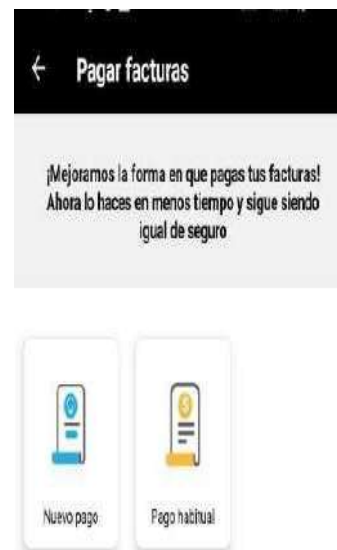 Pagar facturas
¡Mejoramos la forma en que pagas tus facturas!
Ahora lo haces en menos tiempo y sigue siendo
igual de seguro
Nuevo pago
Pago habitual